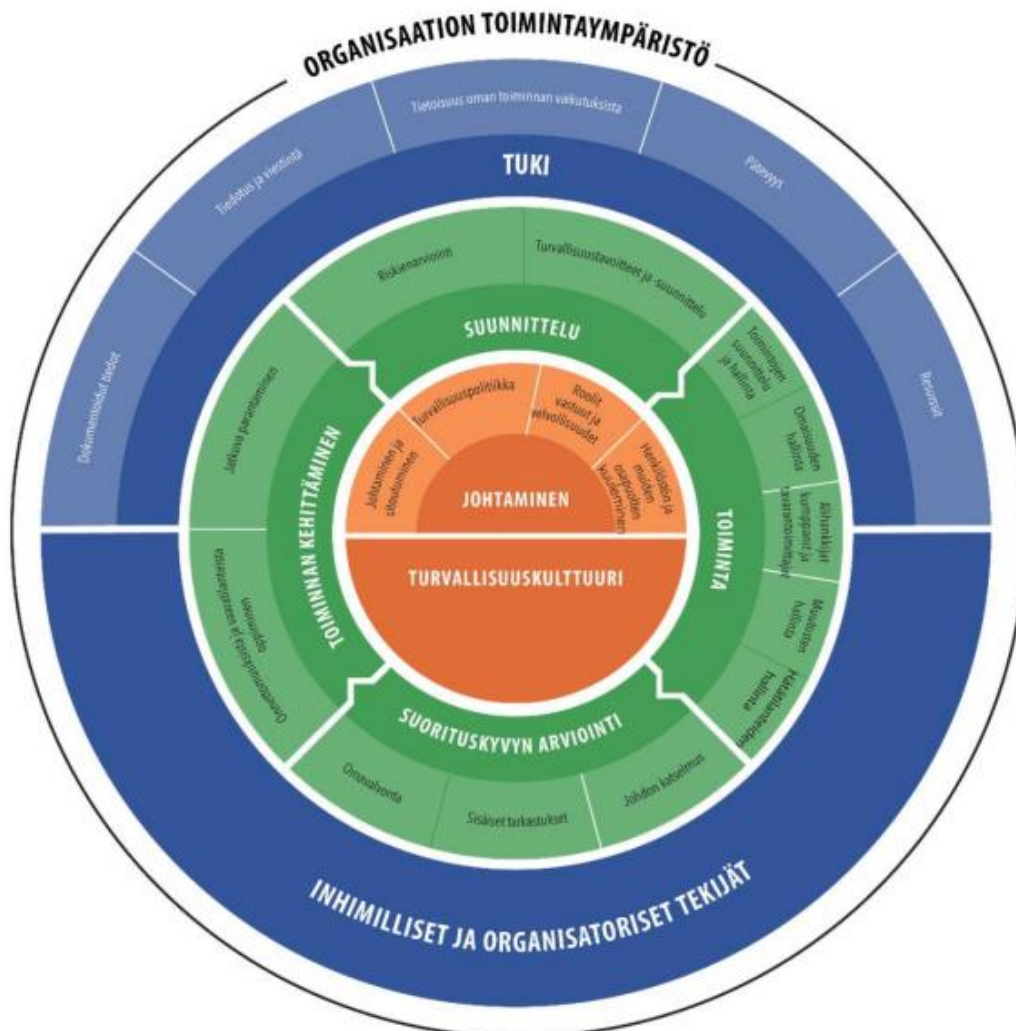 ORGANISAATION TOIMINTAYMPÄRISTÖ
Dokumentoidut tiedot
Tiedotus ja viestintä
Tietoisuus oman toiminnan vaikutuksista
Pätevyys
Resurssit
TUKI
Riskienarviointi
Turvallisuustavoitteet ja -suunnittelu
SUUNNITTELU
Toimintojen
suunnittelu
ja hallinta
Omaisuuden
hallinta
Alihankkijat
kumppanit ja
tavarantoimittajat
Muutosten
hallinta
Hätätilanteiden
hallinta
TOIMINTA
Johdon katselmus
Sisäiset tarkastukset
Omavalvonta
SUORITUSKYVYN ARVIOINTI
Onnettomuuksista ja vaaratilanteista
oppiminen
Jatkuva parantaminen
TOIMINNAN KEHITTÄMINEN
Johtaminen ja
sitoutuminen
Turvallisuuspolitiikka
Roolit
vastuut ja
velvollisuudet
Henkilöstön ja
muiden
osapuolten
kuuleminen
JOHTAMINEN
TURVALLISUUSKULTTUURI
INHIMILLISET JA ORGANISATORISET TEKIJÄT